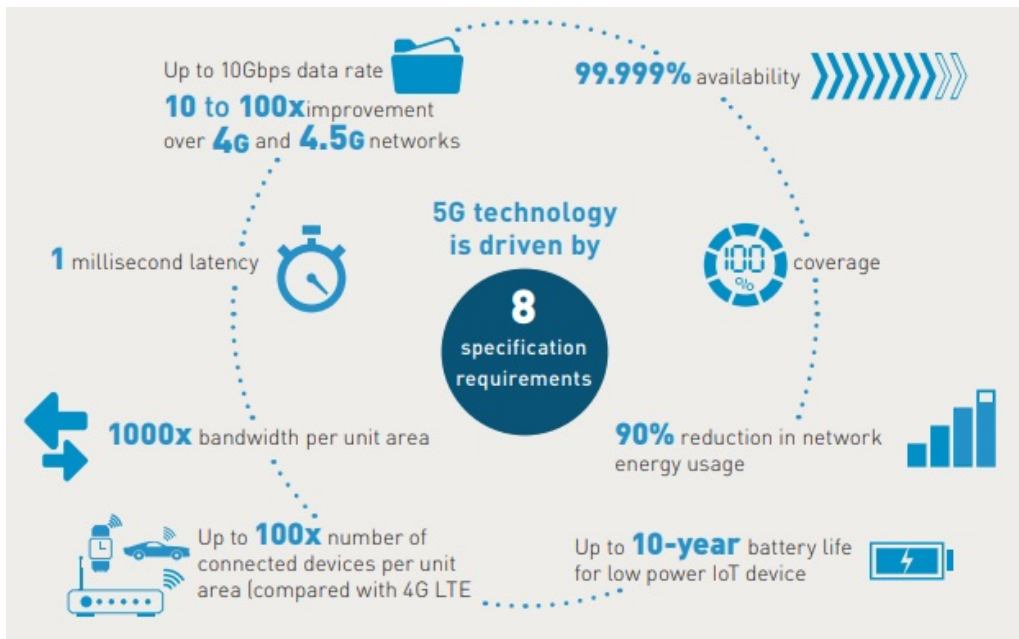 Up to 10Gbps data rate
10 to 100x improvement
over 4G and 4.5G networks
99.999% availability
5G technology
is driven by
8
specification
requirements
1 millisecond latency
100
%
coverage
1000x bandwidth per unit area
90% reduction in network
energy usage
Up to 100x number of
connected devices per unit
area (compared with 4G LTE
Up to 10-year battery life
for low power IoT device